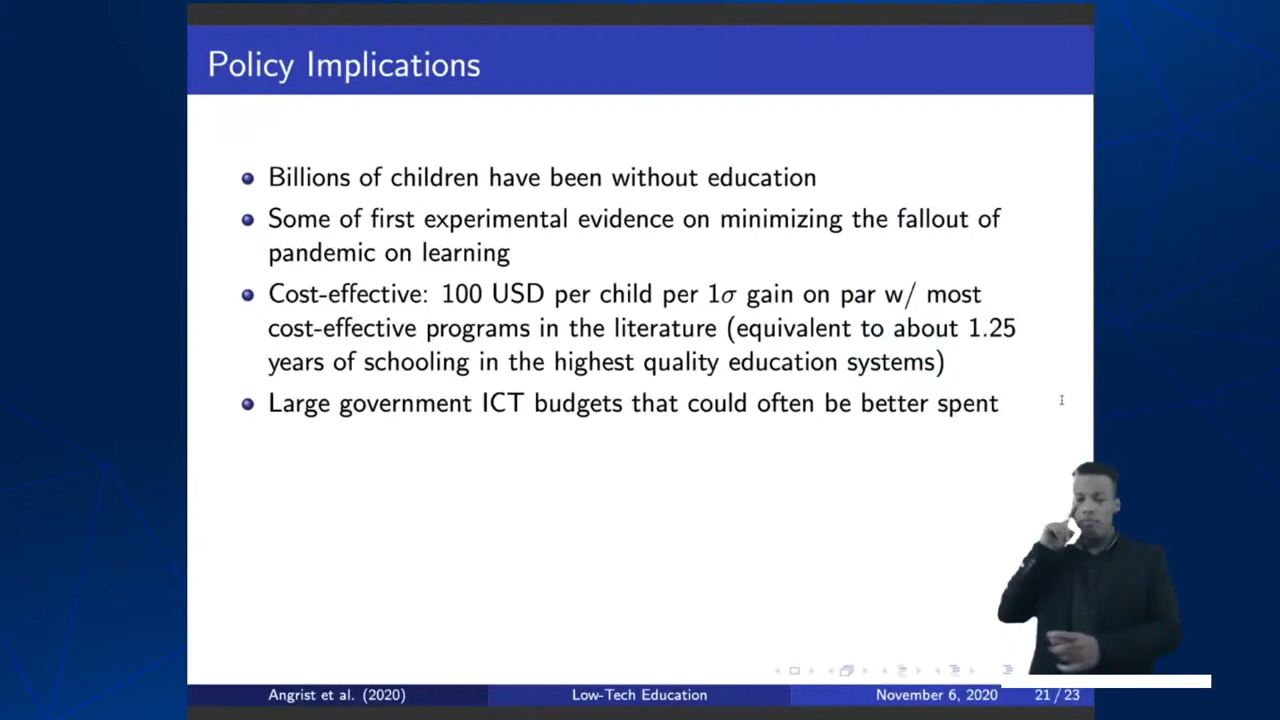 Policy Implications
Billions of children have been without education
Some of first experimental evidence on minimizing the fallout of
pandemic on learning
Cost-effective: 100 USD per child per 1σ gain on par w/ most
cost-effective programs in the literature (equivalent to about 1.25
years of schooling in the highest quality education systems)
Large government ICT budgets that could often be better spent
Angrist et al. (2020) Low-Tech Education November 6, 2020 21 / 23